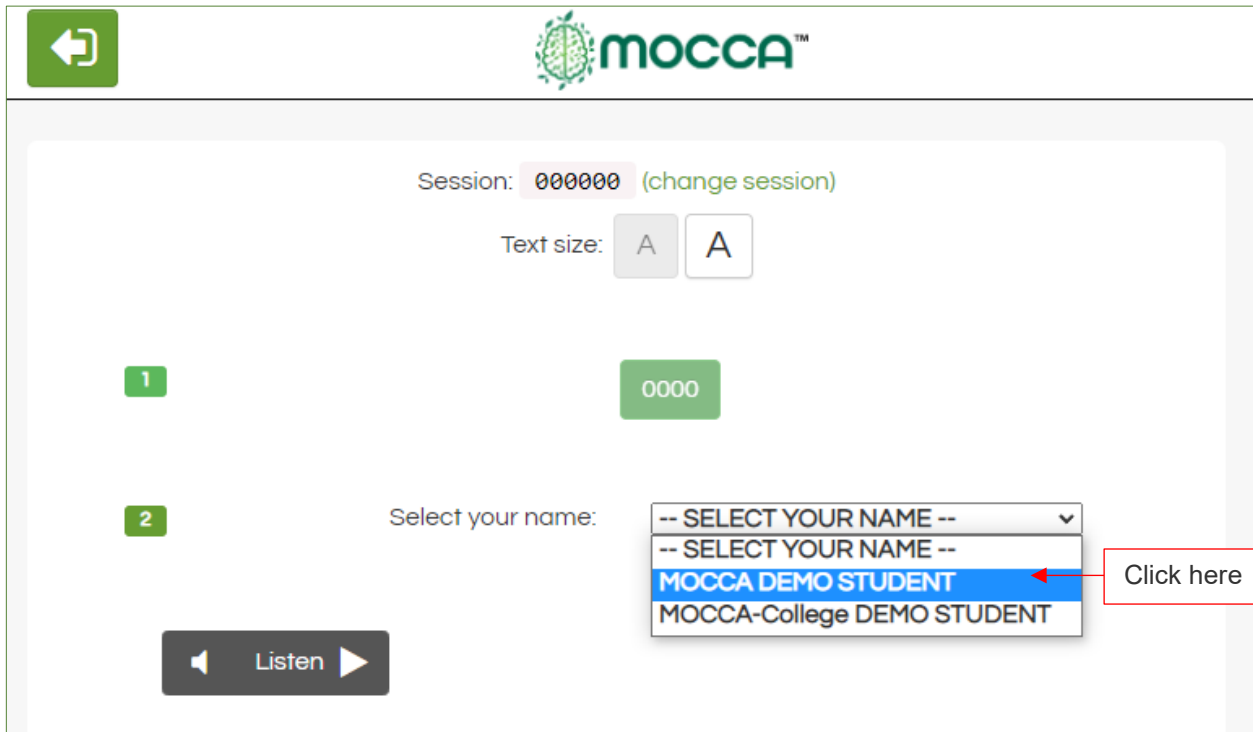 mocca™
Session: 000000 (change session)
Text size: A A
1 0000
2 Select your name: -- SELECT YOUR NAME --
-- SELECT YOUR NAME --
MOCCA DEMO STUDENT Click here
MOCCA-College DEMO STUDENT
Listen